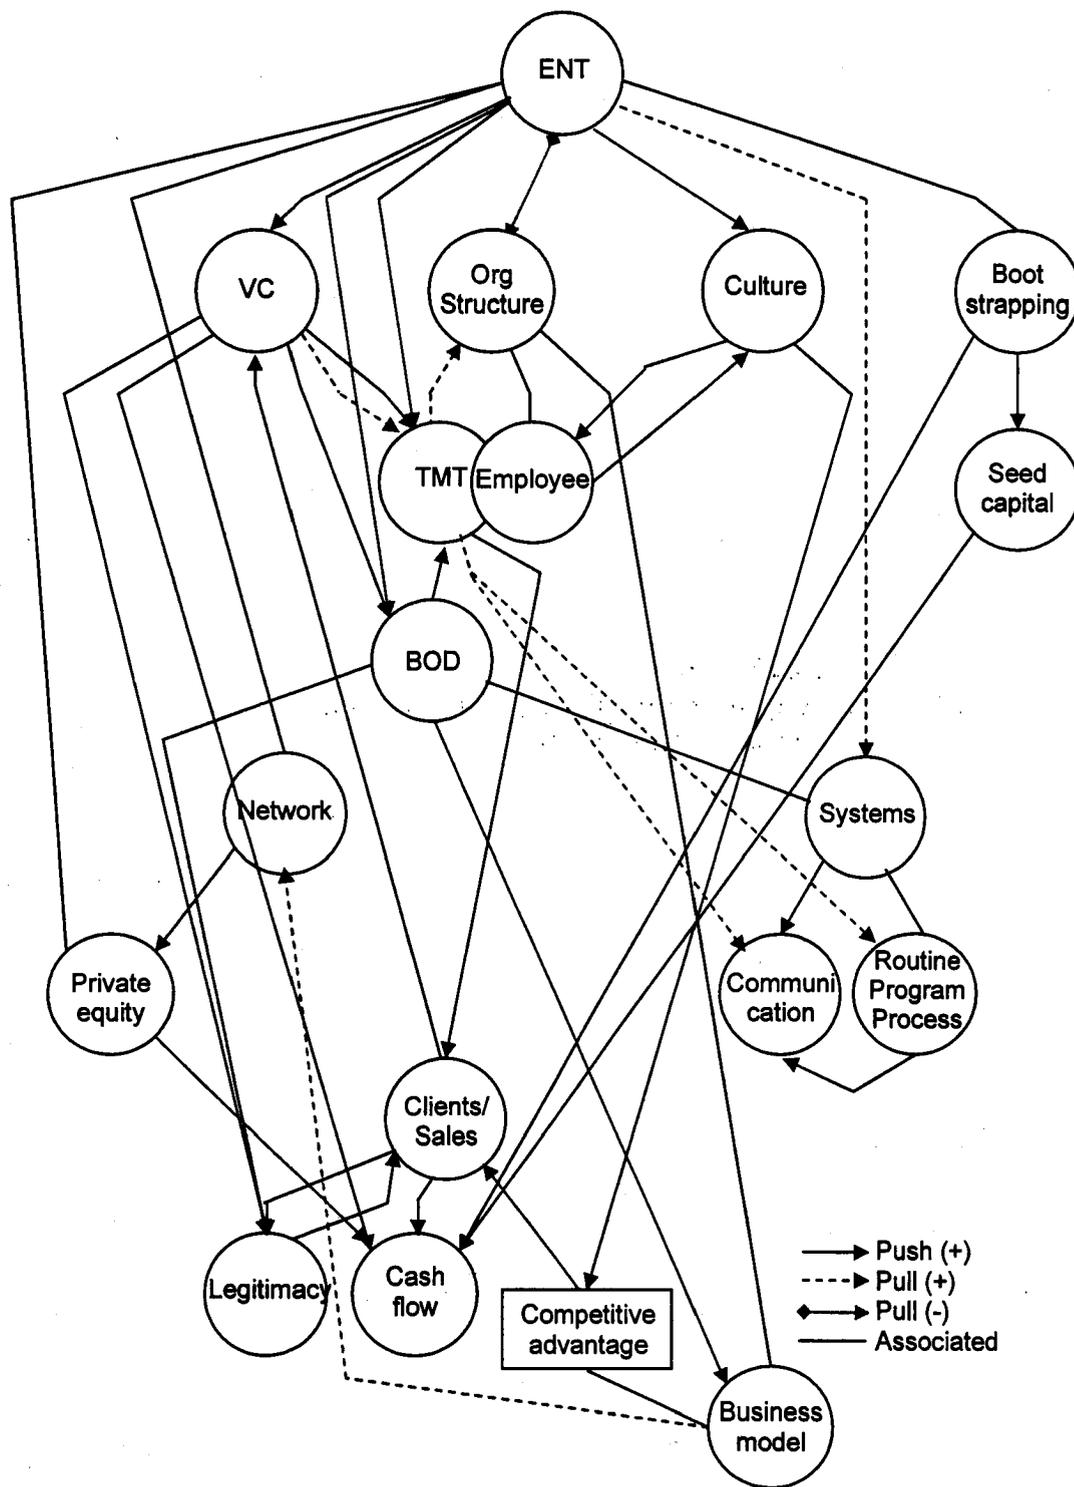 ENT
VC
Org
Structure
Culture
Boot
strapping
TMT
Employee
Seed
capital
BOD
Network
Systems
Private
equity
Communi
cation
Routine
Program
Process
Clients/
Sales
Legitimacy
Cash
flow
Competitive
advantage
Business
model
Push (+)
Pull (+)
Pull (-)
Associated